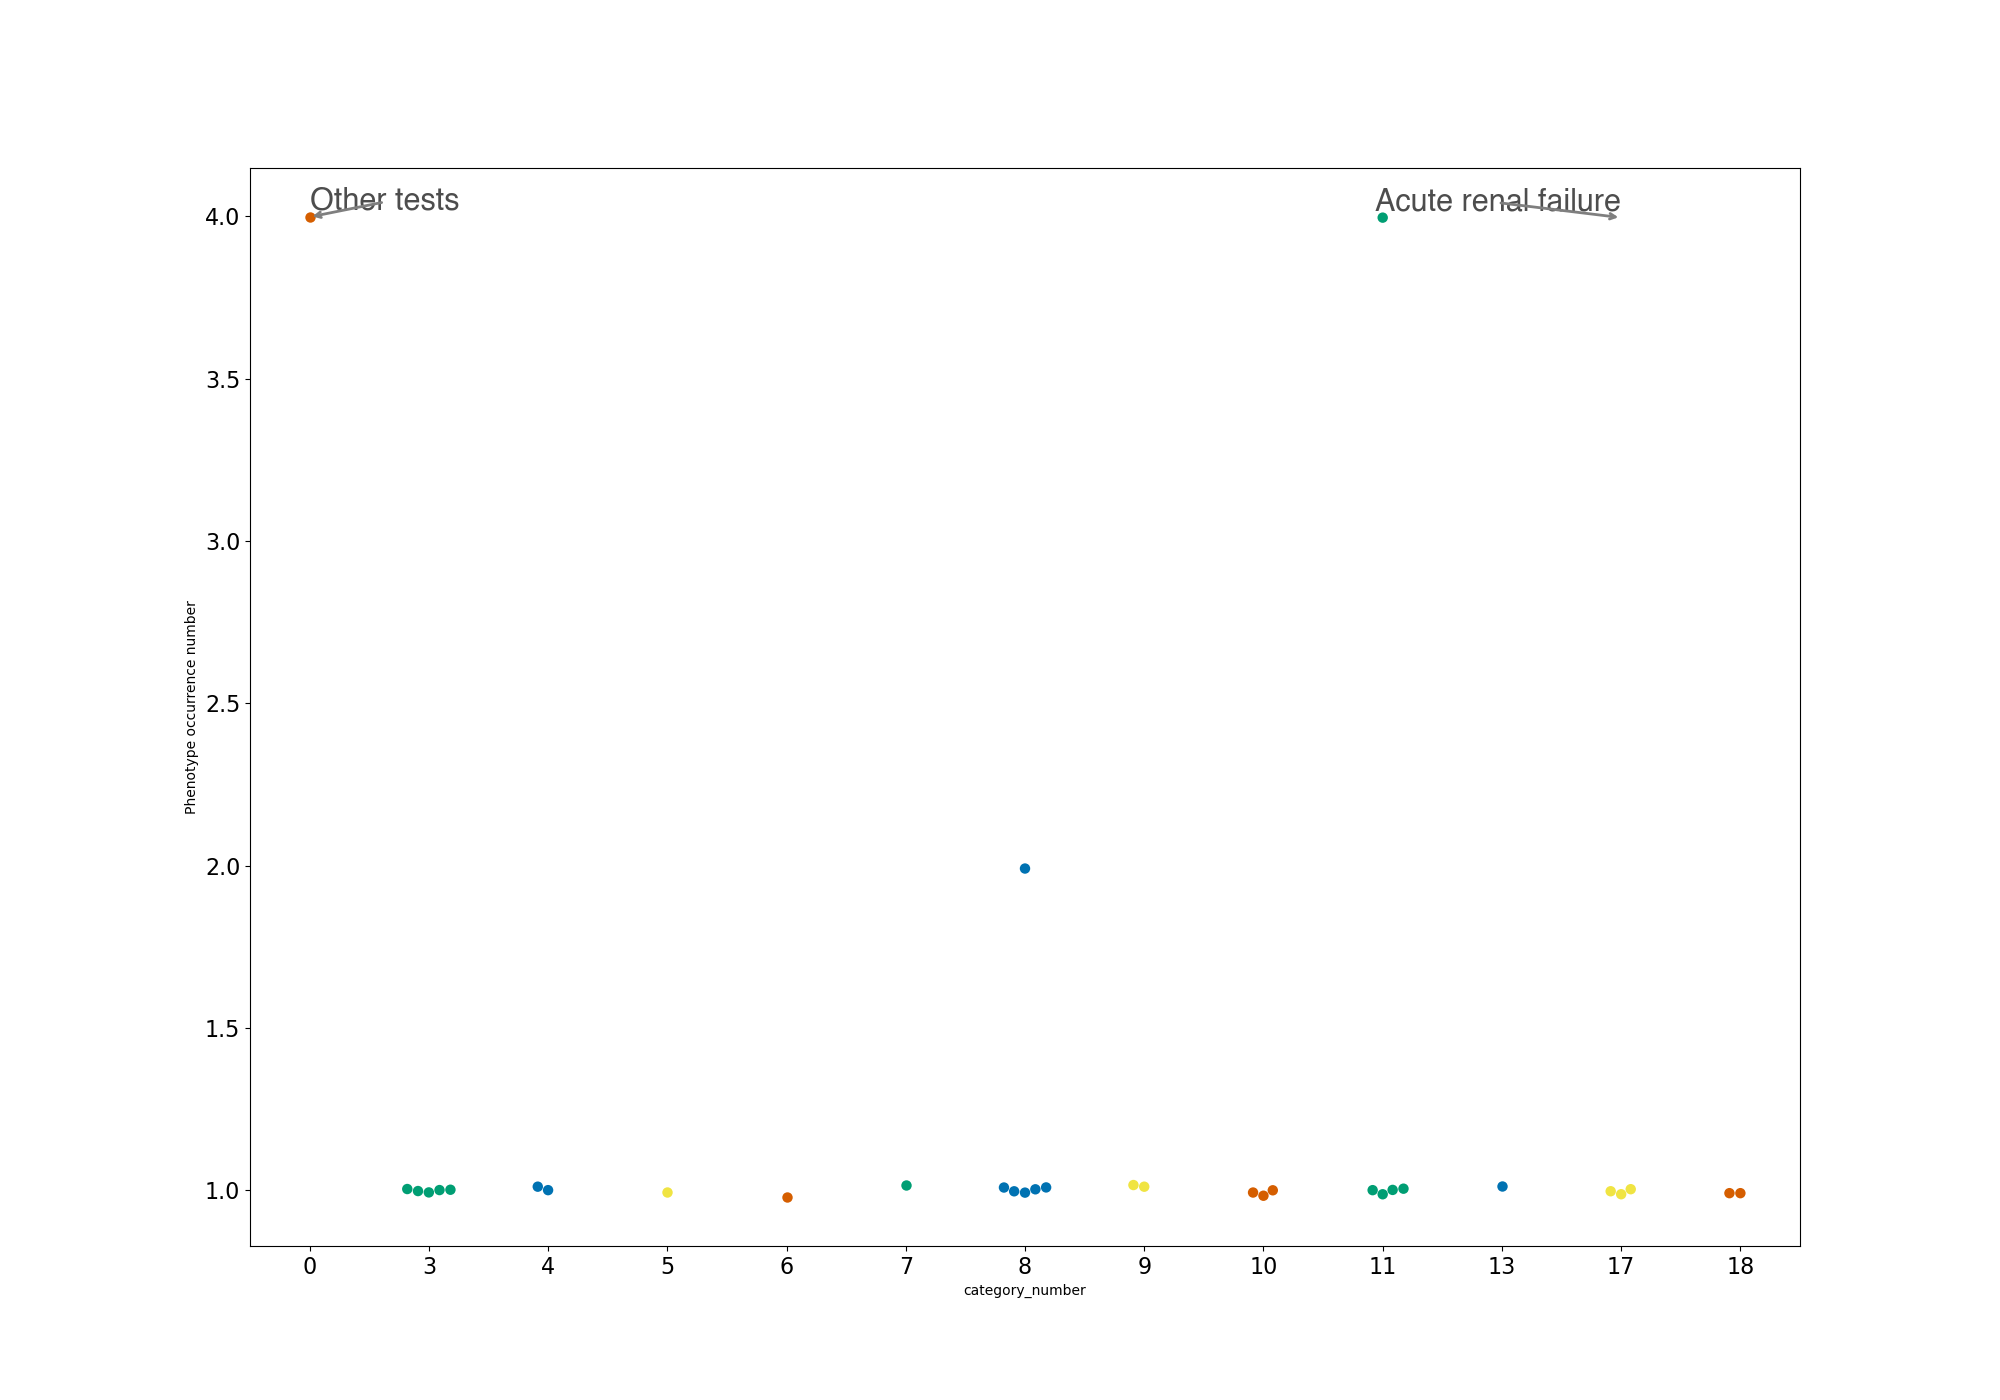 Other tests
Acute renal failure
4.0
3.5
3.0
2.5
2.0
1.5
1.0
Phenotype occurrence number
0 3 4 5 6 7 8 9 10 11 13 17 18
category_number